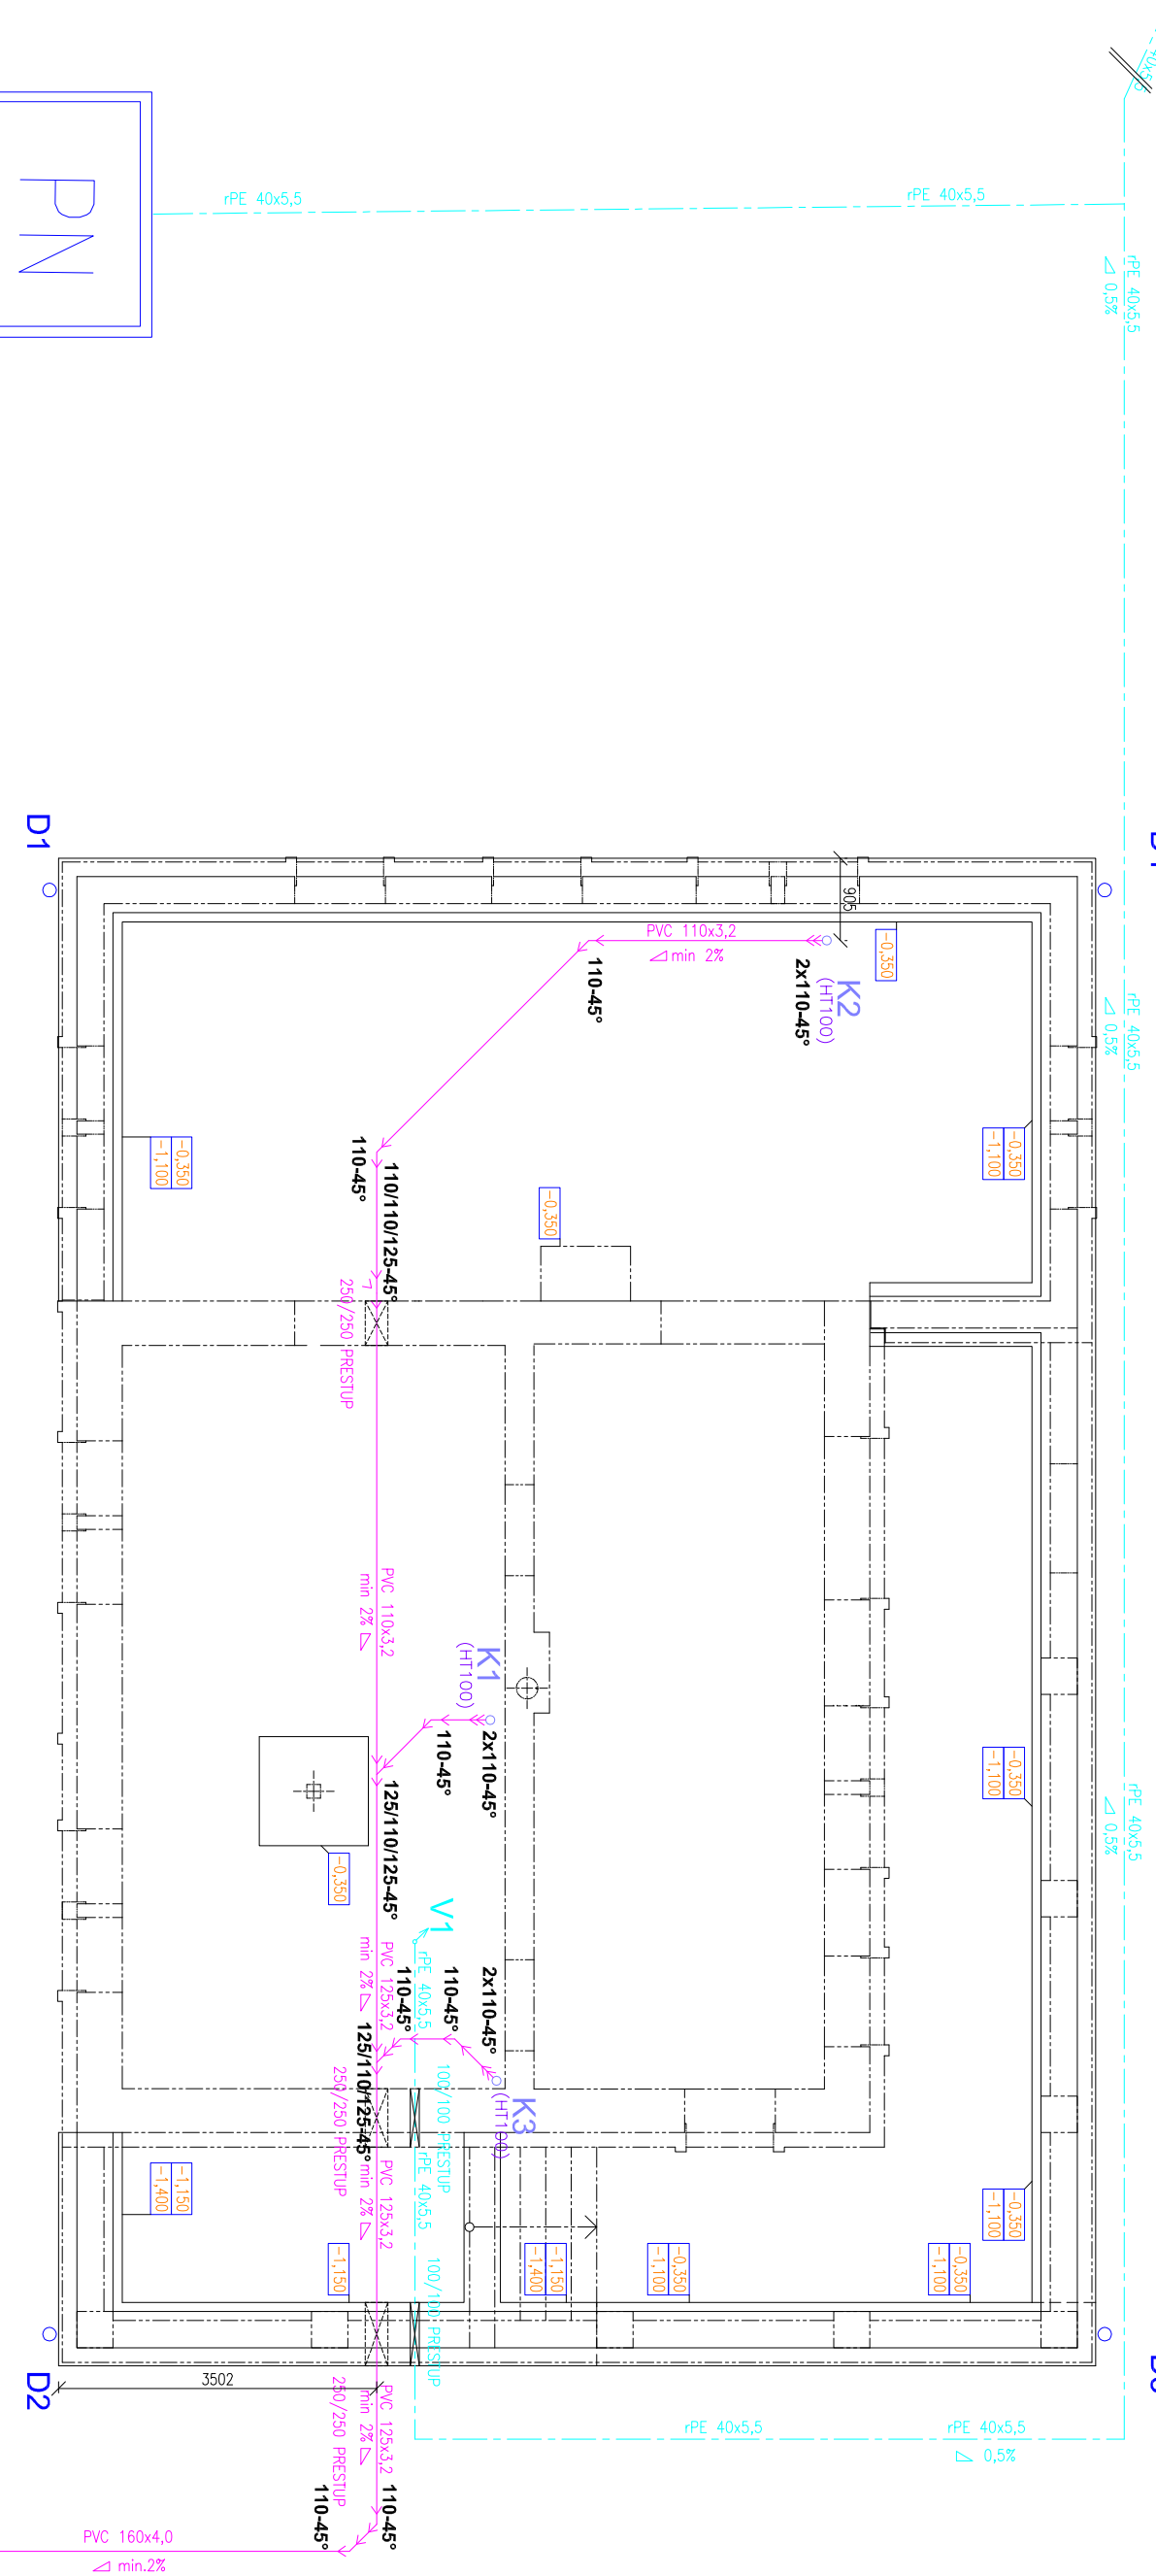 40x5,5
rPE 40x5,5
rPE 40x5,5
rPE 40x5,5
0,5%
PN
D1
905
PVC 110x3,2
min 2%
-0,350
K2
(HT100)
2x110-45°
110-45°
rPE 40x5,5
0,5%
-0,350
-1,100
-0,350
-1,100
110-45°
110/110/125-45°
-0,350
250/250 PRESTUP
PVC 110x3,2
min 2%
K1
(HT100)
2x110-45°
110-45°
125/110/125-45°
-0,350
-0,350
-1,100
rPE 40x5,5
0,5%
V1
rPE 40x5,5
PVC 125x3,2
min 2%
110-45°
110-45°
2x110-45°
125/110/125-45°
250/250 PRESTUP
100/100 PRESTUP
K3
(HT100)
rPE 40x5,5
PVC 125x3,2
min 2%
-1,150
-1,400
-0,350
-1,100
-1,150
-1,150
-1,400
-0,350
-1,100
-0,350
-1,100
100/100 PRESTUP
D2
3502
PVC 125x3,2
min 2%
250/250 PRESTUP
rPE 40x5,5
rPE 40x5,5
0,5%
110-45°
110-45°
PVC 160x4,0
min.2%